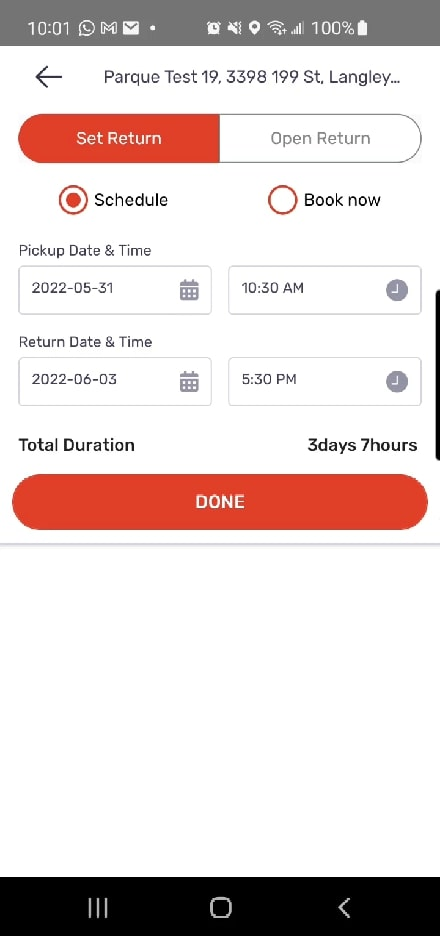 10:01 100%
Parque Test 19, 3398 199 St, Langley...
Set Return Open Return
Schedule Book now
Pickup Date & Time
2022-05-31 10:30 AM
Return Date & Time
2022-06-03 5:30 PM
Total Duration 3days 7hours
DONE